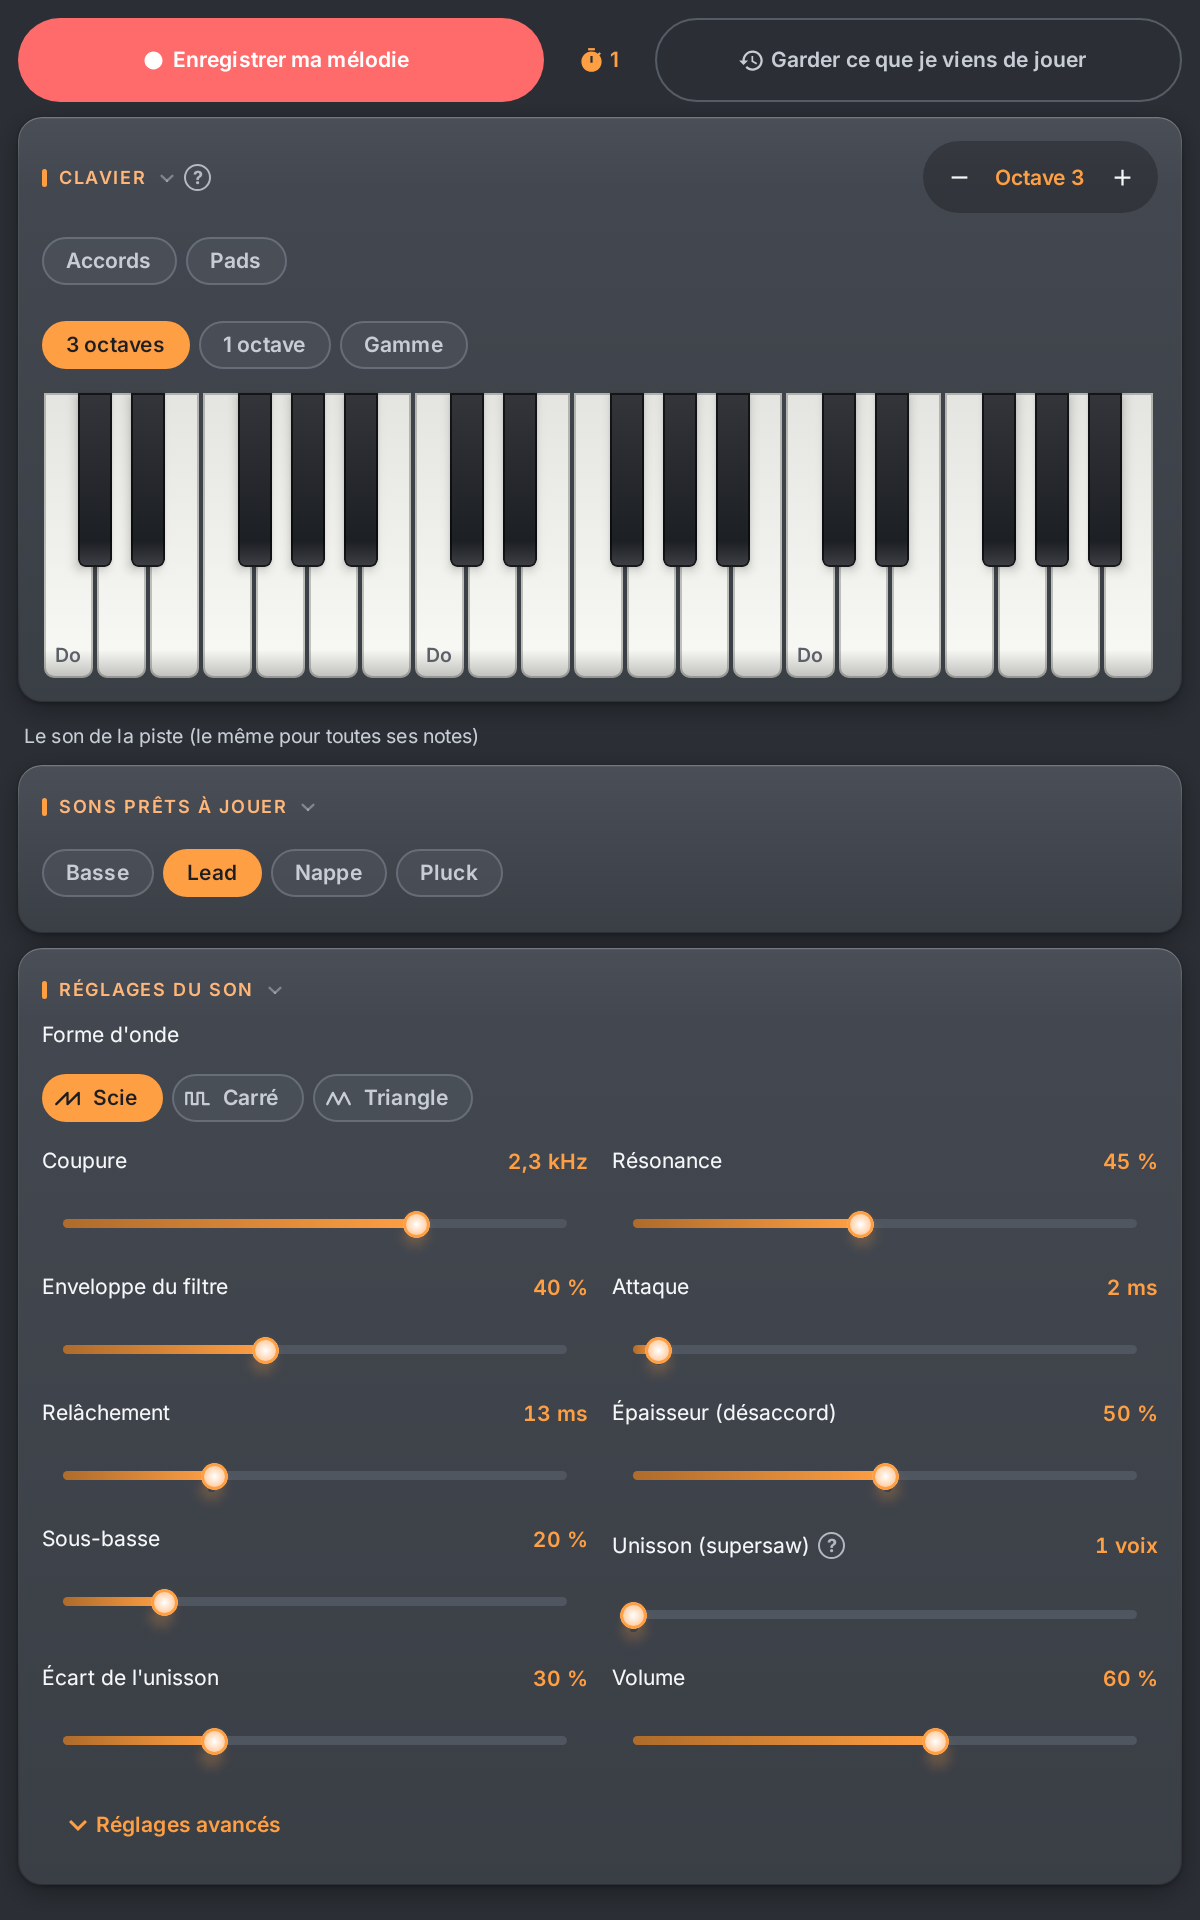 Enregistrer ma mélodie
1
Garder ce que je viens de jouer
CLAVIER ?
− Octave 3 +
Accords Pads
3 octaves 1 octave Gamme
Do Do Do
Le son de la piste (le même pour toutes ses notes)
SONS PRÊTS À JOUER
Basse Lead Nappe Pluck
RÉGLAGES DU SON
Forme d'onde
Scie Carré Triangle
Coupure 2,3 kHz Résonance 45 %
Enveloppe du filtre 40 % Attaque 2 ms
Relâchement 13 ms Épaisseur (désaccord) 50 %
Sous-basse 20 % Unisson (supersaw) ? 1 voix
Écart de l'unisson 30 % Volume 60 %
Réglages avancés